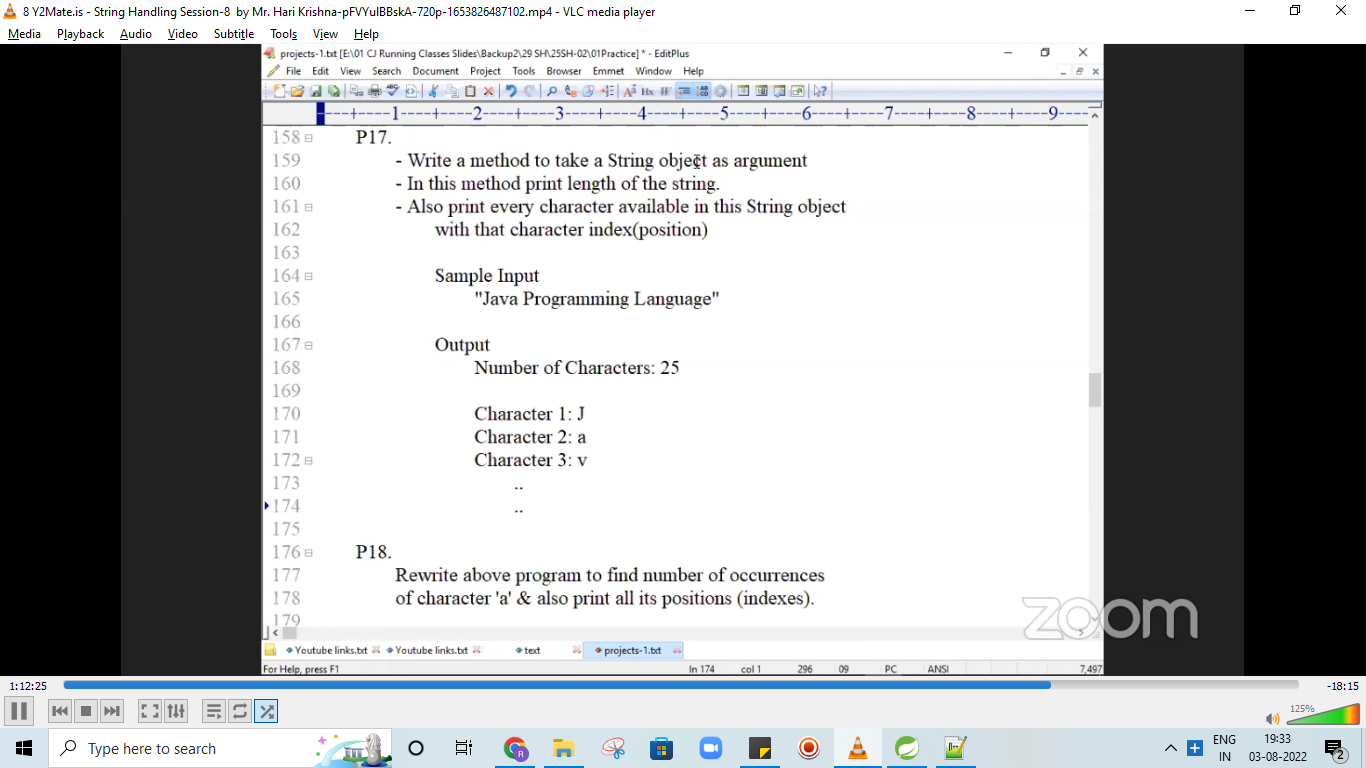 8 Y2Mate.is - String Handling Session-8 by Mr. Hari Krishna-pFVYuIBBskA-720p-1653826487102.mp4 - VLC media player
Media Playback Audio Video Subtitle Tools View Help
projects-1.txt [E:\01 CJ Running Classes Slides\Backup2\29 SH\25SH-02\01Practice] * - EditPlus
File Edit View Search Document Project Tools Browser Emmet Window Help
----+----1----+----2----+----3----+----4----+----5----+----6----+----7----+----8----+----9----
158 P17.
159 - Write a method to take a String object as argument
160 - In this method print length of the string.
161 - Also print every character available in this String object
162 with that character index(position)
163
164 Sample Input
165 "Java Programming Language"
166
167 Output
168 Number of Characters: 25
169
170 Character 1: J
171 Character 2: a
172 Character 3: v
173 ..
174 ..
175
176 P18.
177 Rewrite above program to find number of occurrences
178 of character 'a' & also print all its positions (indexes).
179
zoom
Youtube links.txt Youtube links.txt text projects-1.txt
For Help, press F1 ln 174 col 1 296 09 PC ANSI 7,497
1:12:25 -18:15
125%
Type here to search
ENG 19:33
IN 03-08-2022 2